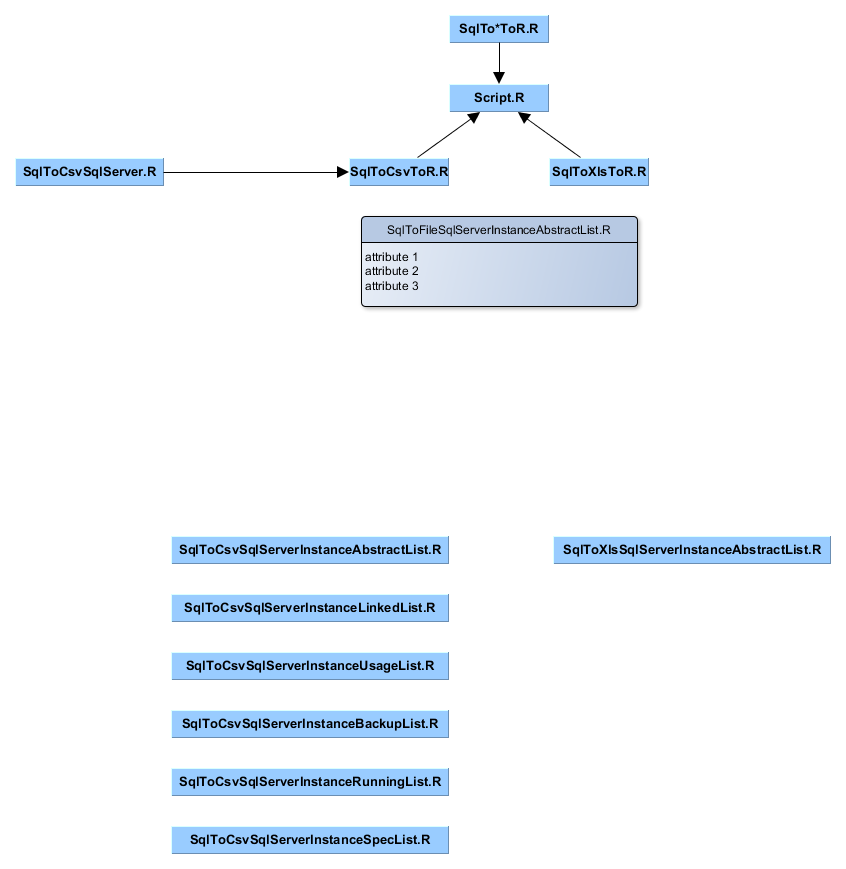 SqlTo*ToR.R
Script.R
SqlToCsvSqlServer.R
SqlToCsvToR.R
SqlToXlsToR.R
SqlToFileSqlServerInstanceAbstractList.R
attribute 1
attribute 2
attribute 3
SqlToCsvSqlServerInstanceAbstractList.R
SqlToXlsSqlServerInstanceAbstractList.R
SqlToCsvSqlServerInstanceLinkedList.R
SqlToCsvSqlServerInstanceUsageList.R
SqlToCsvSqlServerInstanceBackupList.R
SqlToCsvSqlServerInstanceRunningList.R
SqlToCsvSqlServerInstanceSpecList.R